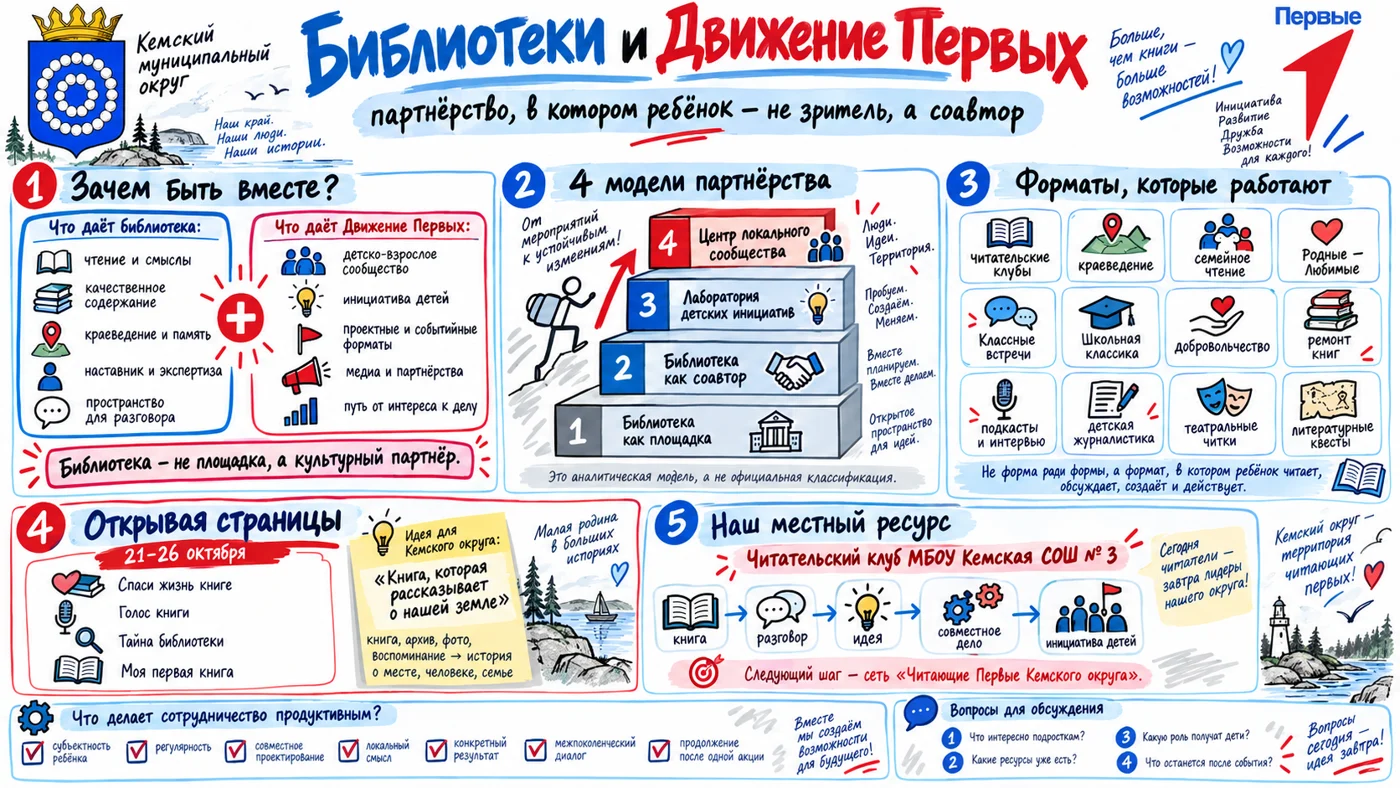 Кемский
муниципальный
округ
Наш край.
Наши люди.
Наши истории.
Библиотеки и Движение Первых
партнёрство, в котором ребёнок — не зритель, а соавтор
Больше,
чем книги —
больше
возможностей!
Первые
Инициатива
Развитие
Дружба
Возможности
для каждого!
1 Зачем быть вместе?
Что даёт библиотека:
чтение и смыслы
качественное
содержание
краеведение и память
наставник и экспертиза
пространство
для разговора
Что даёт Движение Первых:
детско-взрослое
сообщество
инициатива детей
проектные и событийные
форматы
медиа и партнёрства
путь от интереса к делу
Библиотека — не площадка, а культурный партнёр.
2 4 модели партнёрства
От
мероприятий
к устойчивым
измеениям!
4 Центр локального
сообщества
Люди.
Идеи.
Территория.
3 Лаборатория
детских инициатив
Пробуем.
Создаём.
Меняем.
2 Библиотека
как соавтор
Вместе
планируем.
Вместе делаем.
1 Библиотека
как площадка
Открытое
пространство
для идей.
Это аналитическая модель, а не официальная классификация.
3 Форматы, которые работают
читательские
клубы
краеведение
семейное
чтение
Родные —
Любимые
Классные
встречи
Школьная
классика
добровольчество
ремонт
книг
подкасты
и интервью
детская
журналистика
театральные
читки
литературные
квесты
Не форма ради формы, а формат, в котором ребёнок читает,
обсуждает, создаёт и действует.
4 Открывая страницы
21–26 октября
Спаси жизнь книге
Голос книги
Тайна библиотеки
Моя первая книга
Идея для
Кемского округа:
«Книга, которая
рассказывает
о нашей земле»
книга, архив, фото,
воспоминание → история
о месте, человеке, семье
Малая родина
в больших
историях
5 Наш местный ресурс
Читательский клуб МБОУ Кемская СОШ № 3
книга
разговор
идея
совместное
дело
инициатива детей
Следующий шаг — сеть «Читающие Первые Кемского округа».
Сегодня
читатели —
завтра лидеры
нашего округа!
Кемский округ —
территория
читающих
первых!
Что делает сотрудничество продуктивным?
субъектность
ребёнка
регулярность
совместное
проектирование
локальный
смысл
конкретный
результат
межпоколенческий
диалог
продолжение
после одной акции
Вместе
мы создаём
возможности
для будущего!
Вопросы для обсуждения
1 Что интересно подросткам?
2 Какие ресурсы уже есть?
3 Какую роль получат дети?
4 Что останется после события?
Вопросы
сегодня —
идея завтра!